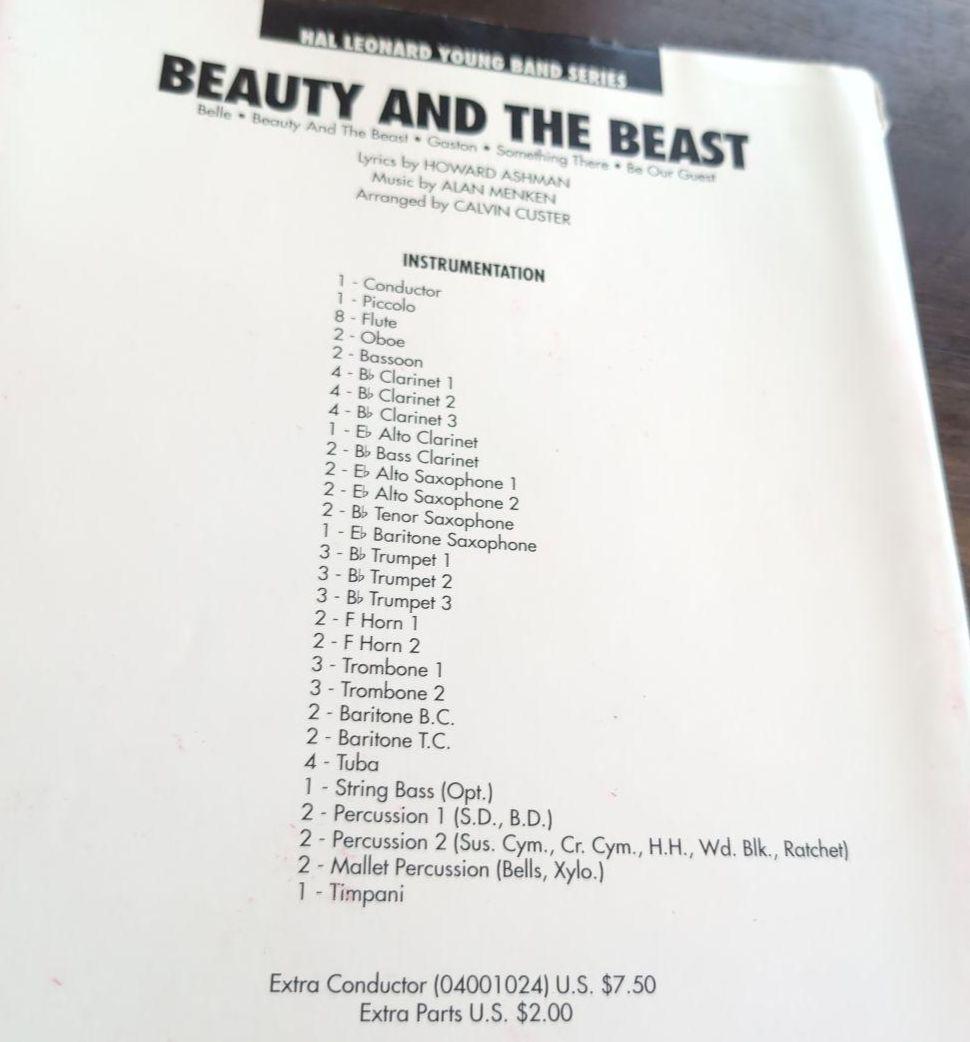 HAL LEONARD YOUNG BAND SERIES
BEAUTY AND THE BEAST
Belle • Beauty And The Beast • Gaston • Something There • Be Our Guest
Lyrics by HOWARD ASHMAN
Music by ALAN MENKEN
Arranged by CALVIN CUSTER
INSTRUMENTATION
1 - Conductor
1 - Piccolo
8 - Flute
2 - Oboe
2 - Bassoon
4 - B♭ Clarinet 1
4 - B♭ Clarinet 2
4 - B♭ Clarinet 3
1 - E♭ Alto Clarinet
2 - B♭ Bass Clarinet
2 - E♭ Alto Saxophone 1
2 - E♭ Alto Saxophone 2
2 - B♭ Tenor Saxophone
1 - E♭ Baritone Saxophone
3 - B♭ Trumpet 1
3 - B♭ Trumpet 2
3 - B♭ Trumpet 3
2 - F Horn 1
2 - F Horn 2
3 - Trombone 1
3 - Trombone 2
2 - Baritone B.C.
2 - Baritone T.C.
4 - Tuba
1 - String Bass (Opt.)
2 - Percussion 1 (S.D., B.D.)
2 - Percussion 2 (Sus. Cym., Cr. Cym., H.H., Wd. Blk., Ratchet)
2 - Mallet Percussion (Bells, Xylo.)
1 - Timpani
Extra Conductor (04001024) U.S. $7.50
Extra Parts U.S. $2.00